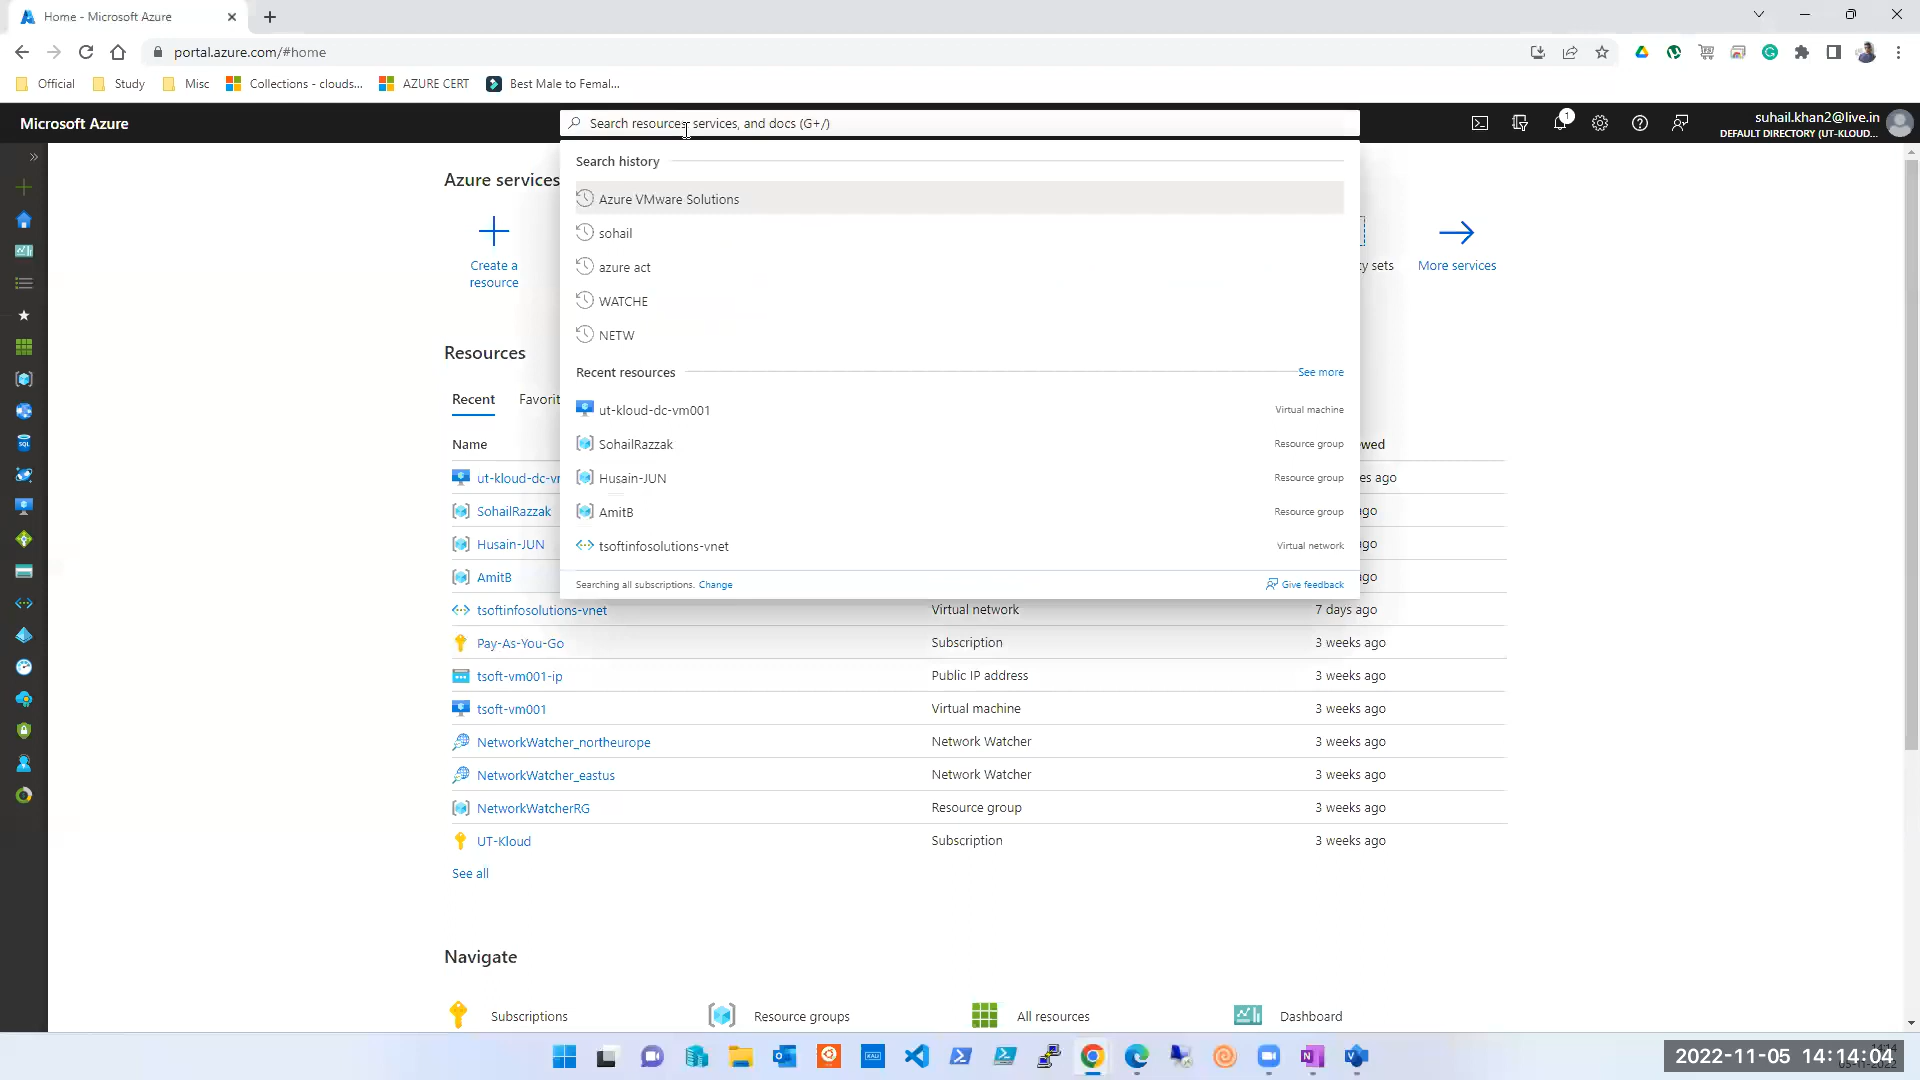 Home - Microsoft Azure
portal.azure.com/#home
Official
Study
Misc
Collections - clouds...
AZURE CERT
Best Male to Femal...
Microsoft Azure
Search resources, services, and docs (G+/)
1
suhail.khan2@live.in
DEFAULT DIRECTORY (UT-KLOUD...
Azure services
Create a
resource
y sets
More services
Search history
Azure VMware Solutions
sohail
azure act
WATCHE
NETW
Recent resources
See more
ut-kloud-dc-vm001 Virtual machine
SohailRazzak Resource group
Husain-JUN Resource group
AmitB Resource group
tsoftinfosolutions-vnet Virtual network
Searching all subscriptions. Change
Give feedback
Resources
Recent
Favorit
Name
wed
ut-kloud-dc-vr
es ago
SohailRazzak
ago
Husain-JUN
ago
AmitB
ago
tsoftinfosolutions-vnet Virtual network 7 days ago
Pay-As-You-Go Subscription 3 weeks ago
tsoft-vm001-ip Public IP address 3 weeks ago
tsoft-vm001 Virtual machine 3 weeks ago
NetworkWatcher_northeurope Network Watcher 3 weeks ago
NetworkWatcher_eastus Network Watcher 3 weeks ago
NetworkWatcherRG Resource group 3 weeks ago
UT-Kloud Subscription 3 weeks ago
See all
Navigate
Subscriptions
Resource groups
All resources
Dashboard
2022-11-05 14:14:04